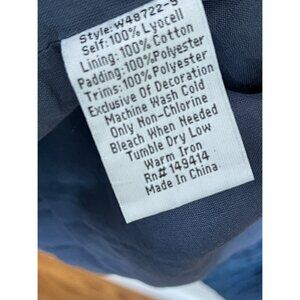 Style: W48722-S
Self: 100% Lyocell
Lining: 100% Cotton
Padding: 100% Polyester
Trims: 100% Polyester
Exclusive of Decoration
Machine Wash Cold
Only Non-Chlorine
Bleach When Needed
Tumble Dry Low
Warm Iron
Rn# 149414
Made In China